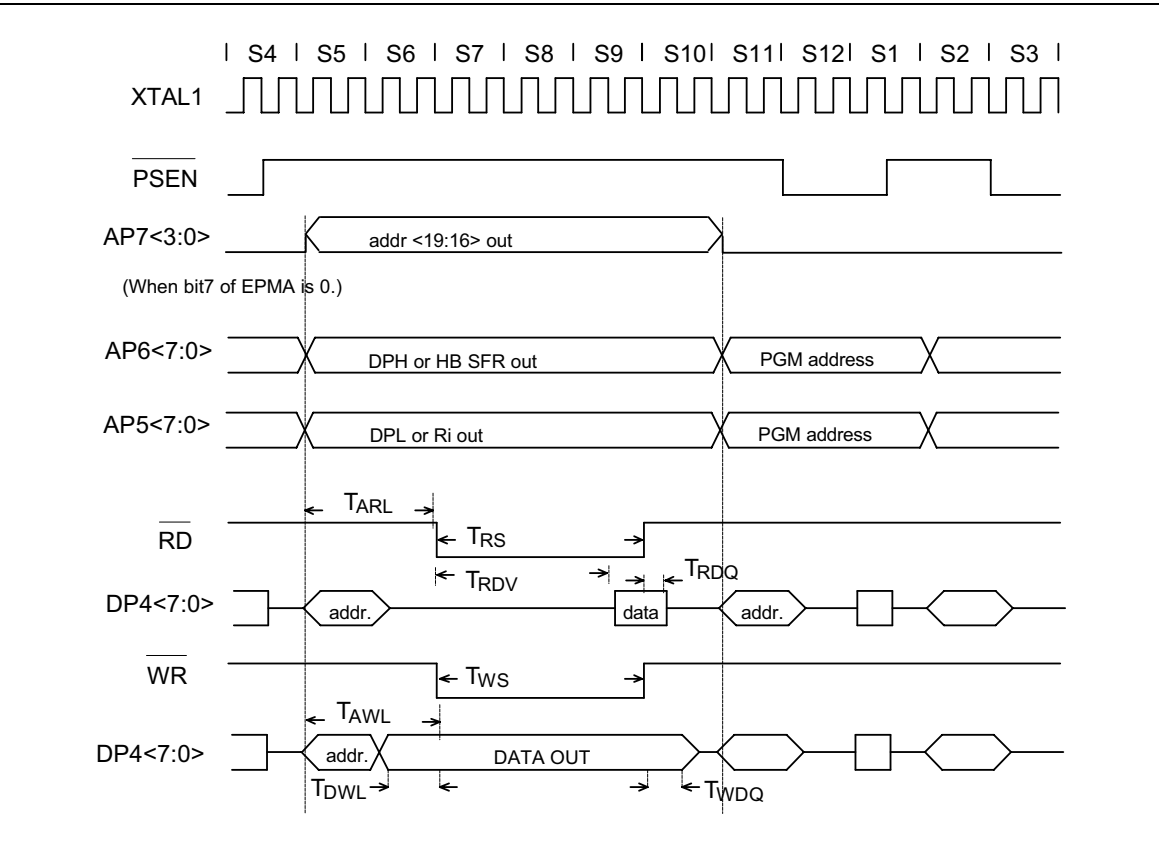 S4 S5 S6 S7 S8 S9 S10 S11 S12 S1 S2 S3
XTAL1
PSEN
AP7<3:0>
addr <19:16> out
(When bit7 of EPMA is 0.)
AP6<7:0>
DPH or HB SFR out
PGM address
AP5<7:0>
DPL or Ri out
PGM address
TARL
RD
TRS
TRDV
TRDQ
DP4<7:0>
addr.
data
addr.
WR
TWS
TAWL
DP4<7:0>
addr.
DATA OUT
TDWL
TWDQ